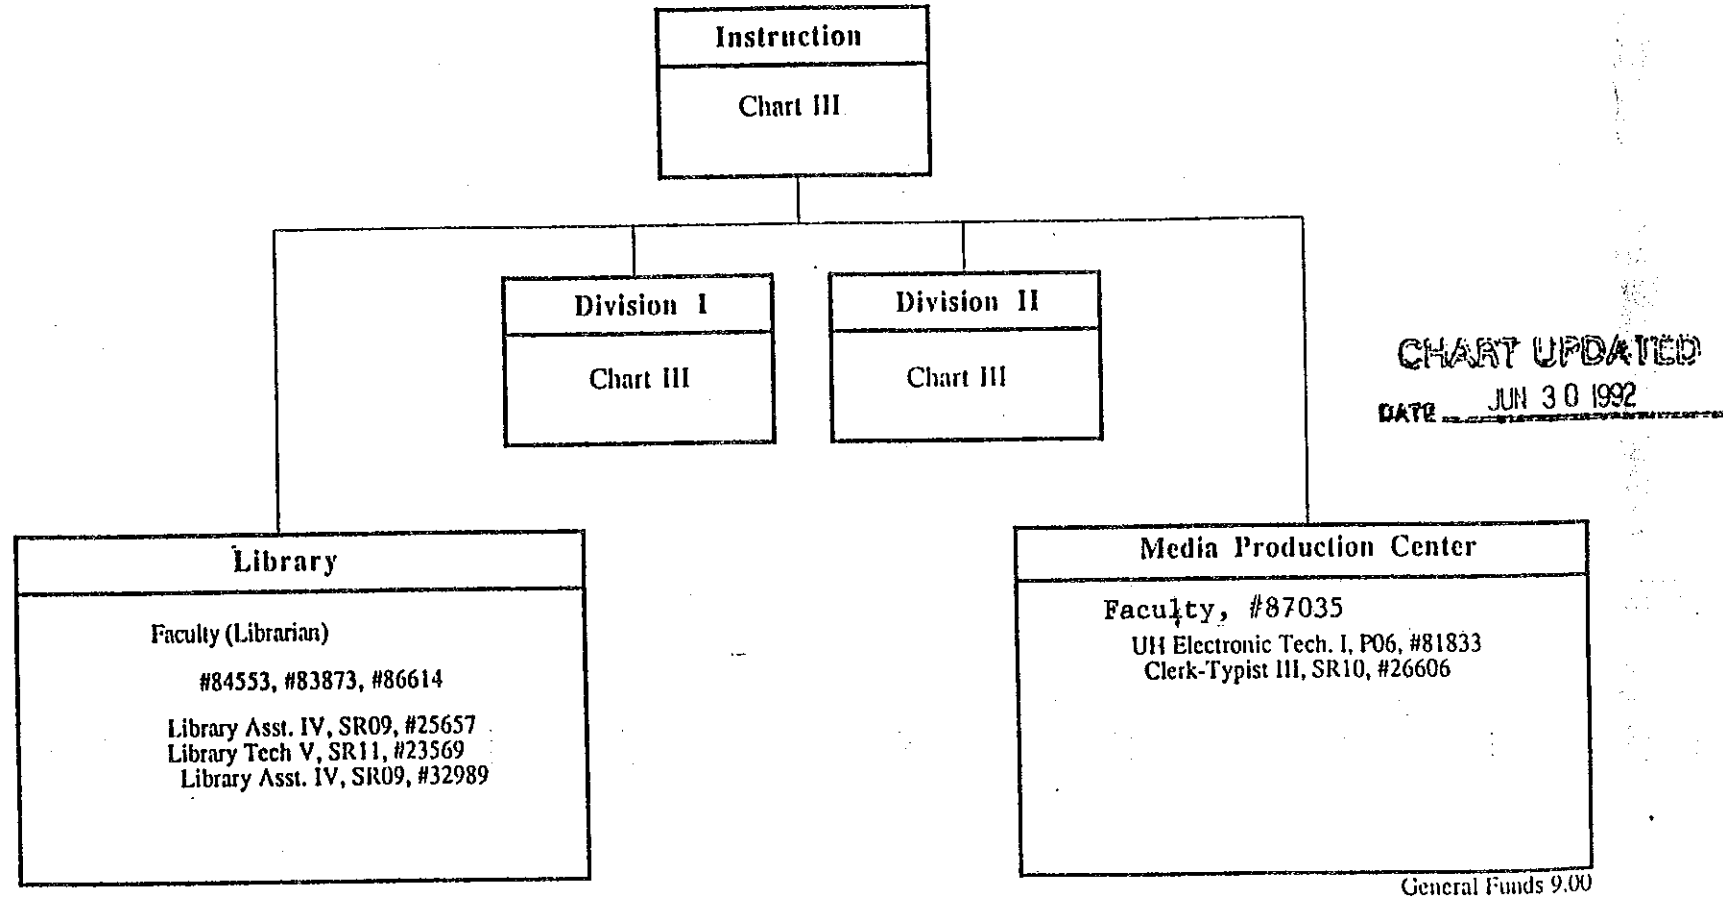 Instruction
Chart III
Division I
Chart III
Division II
Chart III
CHART UPDATED
DATE JUN 30 1992
Library
Faculty (Librarian)
#84553, #83873, #86614
Library Asst. IV, SR09, #25657
Library Tech V, SR11, #23569
Library Asst. IV, SR09, #32989
Media Production Center
Faculty, #87035
UH Electronic Tech. I, P06, #81833
Clerk-Typist III, SR10, #26606
General Funds 9.00